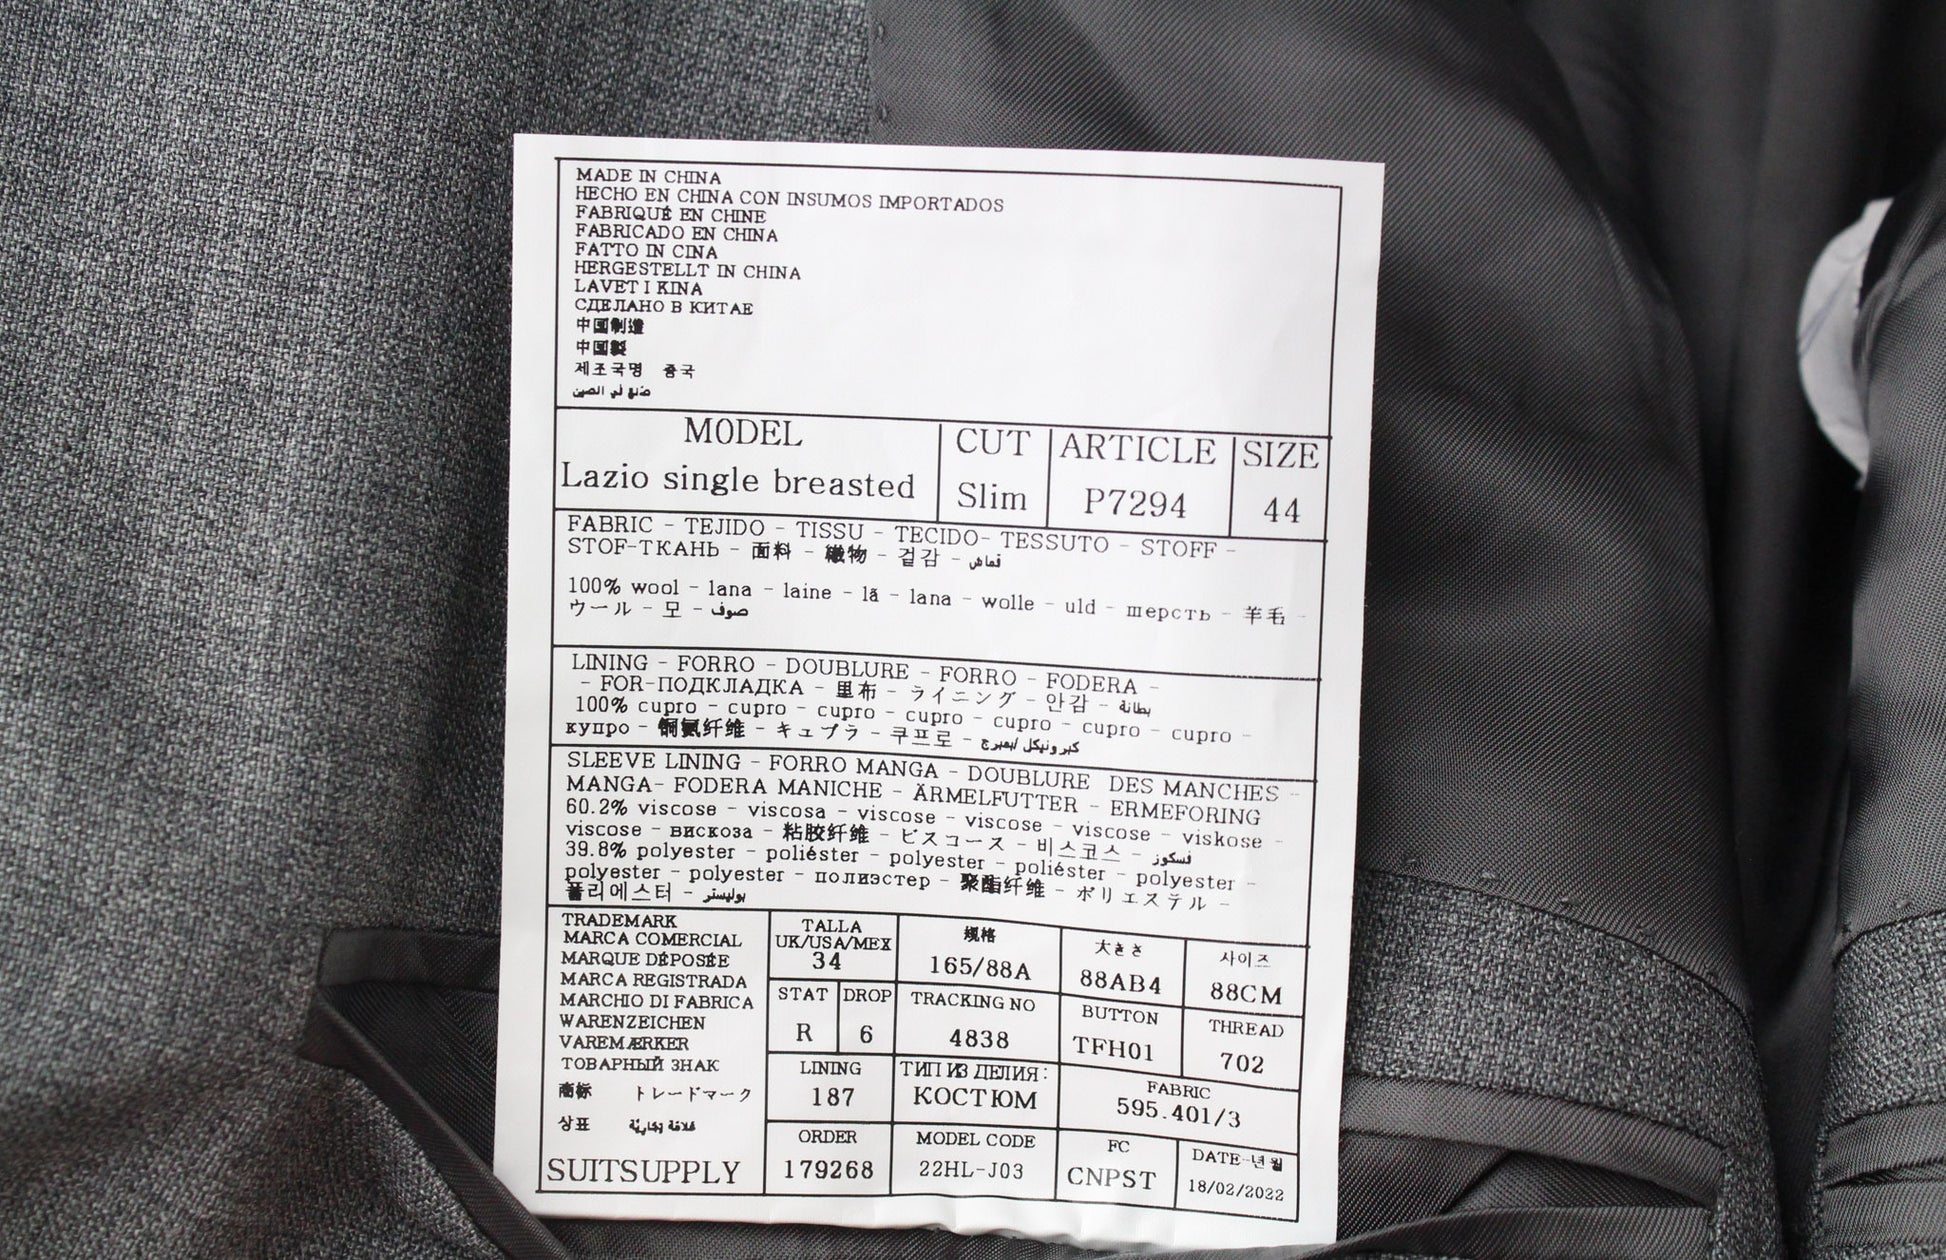 MADE IN CHINA
HECHO EN CHINA CON INSUMOS IMPORTADOS
FABRIQUÉ EN CHINE
FABRICADO EN CHINA
FATTO IN CINA
HERGESTELLT IN CHINA
LAVET I KINA
СДЕЛАНО В КИТАЕ
中国制造
中国製
제조국명 중국
صنع في الصين
MODEL CUT ARTICLE SIZE
Lazio single breasted Slim P7294 44
FABRIC - TEJIDO - TISSU - TECIDO- TESSUTO - STOFF -
STOF-ТКАНЬ - 面料 - 織物 - 겉감 - قماش
100% wool - lana - laine - lã - lana - wolle - uld - шерсть - 羊毛 -
ウール - 모 - صوف
LINING - FORRO - DOUBLURE - FORRO - FODERA -
- FOR-ПОДКЛАДКА - 里布 - ライニング - 안감 - بطانة
100% cupro - cupro - cupro - cupro - cupro - cupro - cupro -
купро - 铜氨纤维 - キュプラ - 쿠프로 -
SLEEVE LINING - FORRO MANGA - DOUBLURE DES MANCHES -
MANGA- FODERA MANICHE - ÄRMELFUTTER - ERMEFORING
60.2% viscose - viscosa - viscose - viscose - viscose - viskose -
viscose - вискоза - 粘胶纤维 - ビスコース - 비스코스 - فسكوز
39.8% polyester - poliéster - polyester - poliéster - polyester -
polyester - polyester - полиэстер - 聚酯纤维 - ポリエステル -
폴리에스터 - بوليستر
TRADEMARK
MARCA COMERCIAL
MARQUE DÉPOSÉE
MARCA REGISTRADA
MARCHIO DI FABRICA
WARENZEICHEN
VAREMÆRKER
ТОВАРНЫЙ ЗНАК
商标 トレードマーク
상표
SUITSUPPLY
TALLA
UK/USA/MEX
34
规格
165/88A
大きさ
88AB4
사이즈
88CM
STAT
R
DROP
6
TRACKING NO
4838
BUTTON
TFH01
THREAD
702
LINING
187
ТИП ИЗДЕЛИЯ:
КОСТЮМ
FABRIC
595.401/3
ORDER
179268
MODEL CODE
22HL-J03
FC
CNPST
DATE-년월
18/02/2022